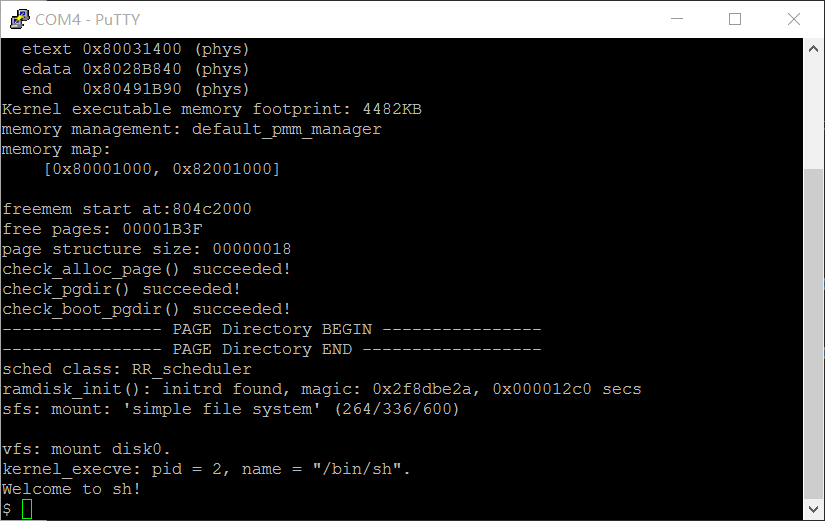 COM4 - PuTTY
etext 0x80031400 (phys)
edata 0x8028B840 (phys)
end 0x80491B90 (phys)
Kernel executable memory footprint: 4482KB
memory management: default_pmm_manager
memory map:
[0x80001000, 0x82001000]
freemem start at:804c2000
free pages: 00001B3F
page structure size: 00000018
check_alloc_page() succeeded!
check_pgdir() succeeded!
check_boot_pgdir() succeeded!
---------------- PAGE Directory BEGIN ----------------
---------------- PAGE Directory END ------------------
sched class: RR_scheduler
ramdisk_init(): initrd found, magic: 0x2f8dbe2a, 0x000012c0 secs
sfs: mount: 'simple file system' (264/336/600)
vfs: mount disk0.
kernel_execve: pid = 2, name = "/bin/sh".
Welcome to sh!
$